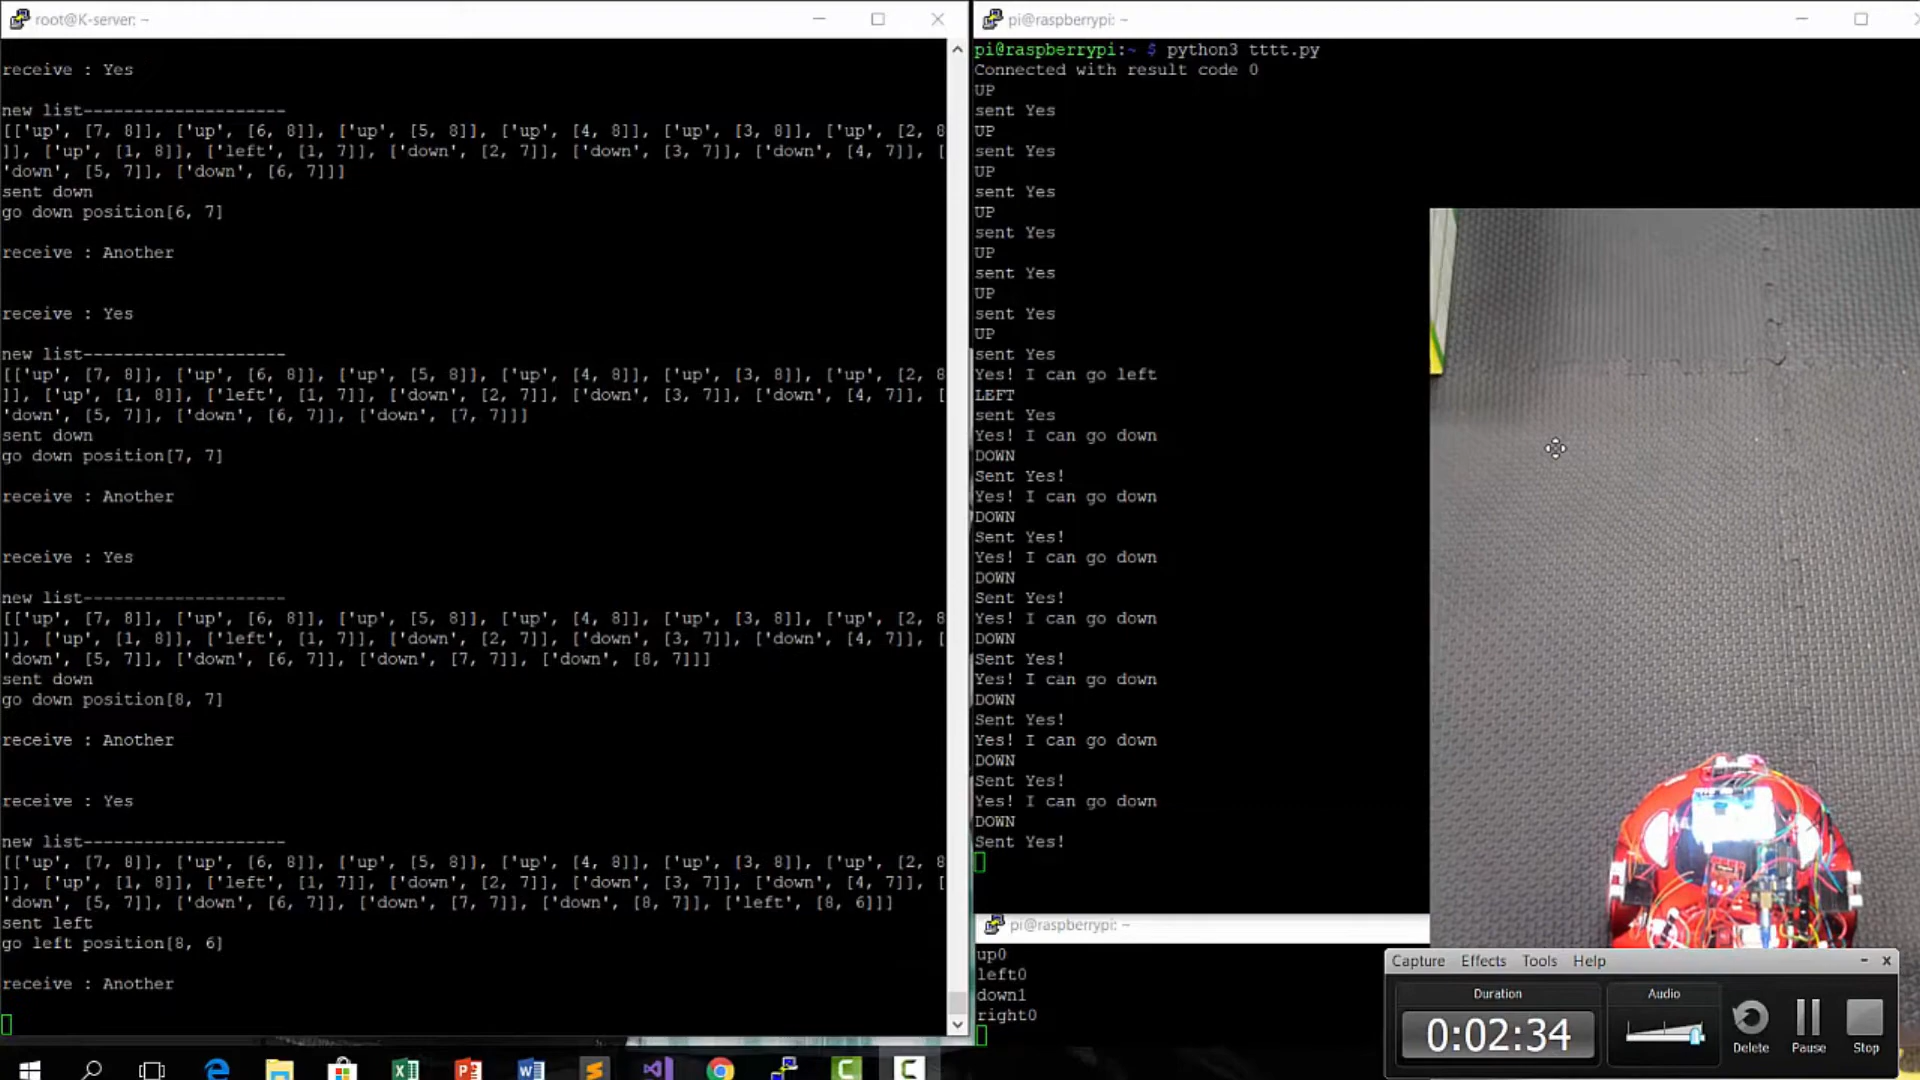 root@K-server: ~
receive : Yes
new list--------------------
[['up', [7, 8]], ['up', [6, 8]], ['up', [5, 8]], ['up', [4, 8]], ['up', [3, 8]], ['up', [2, 8
]], ['up', [1, 8]], ['left', [1, 7]], ['down', [2, 7]], ['down', [3, 7]], ['down', [4, 7]], [
'down', [5, 7]], ['down', [6, 7]]]
sent down
go down position[6, 7]
receive : Another
receive : Yes
new list--------------------
[['up', [7, 8]], ['up', [6, 8]], ['up', [5, 8]], ['up', [4, 8]], ['up', [3, 8]], ['up', [2, 8
]], ['up', [1, 8]], ['left', [1, 7]], ['down', [2, 7]], ['down', [3, 7]], ['down', [4, 7]], [
'down', [5, 7]], ['down', [6, 7]], ['down', [7, 7]]]
sent down
go down position[7, 7]
receive : Another
receive : Yes
new list--------------------
[['up', [7, 8]], ['up', [6, 8]], ['up', [5, 8]], ['up', [4, 8]], ['up', [3, 8]], ['up', [2, 8
]], ['up', [1, 8]], ['left', [1, 7]], ['down', [2, 7]], ['down', [3, 7]], ['down', [4, 7]], [
'down', [5, 7]], ['down', [6, 7]], ['down', [7, 7]], ['down', [8, 7]]]
sent down
go down position[8, 7]
receive : Another
receive : Yes
new list--------------------
[['up', [7, 8]], ['up', [6, 8]], ['up', [5, 8]], ['up', [4, 8]], ['up', [3, 8]], ['up', [2, 8
]], ['up', [1, 8]], ['left', [1, 7]], ['down', [2, 7]], ['down', [3, 7]], ['down', [4, 7]], [
'down', [5, 7]], ['down', [6, 7]], ['down', [7, 7]], ['down', [8, 7]], ['left', [8, 6]]]
sent left
go left position[8, 6]
receive : Another
pi@raspberrypi: ~
pi@raspberrypi:~ $ python3 tttt.py
Connected with result code 0
UP
sent Yes
UP
sent Yes
UP
sent Yes
UP
sent Yes
UP
sent Yes
UP
sent Yes
UP
sent Yes
Yes! I can go left
LEFT
sent Yes
Yes! I can go down
DOWN
Sent Yes!
Yes! I can go down
DOWN
Sent Yes!
Yes! I can go down
DOWN
Sent Yes!
Yes! I can go down
DOWN
Sent Yes!
Yes! I can go down
DOWN
Sent Yes!
Yes! I can go down
DOWN
Sent Yes!
Yes! I can go down
DOWN
Sent Yes!
pi@raspberrypi: ~
up0
left0
down1
right0
Capture Effects Tools Help
Duration
0:02:34
Audio
Delete
Pause
Stop